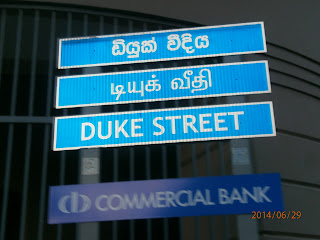 ඩියුක් වීදිය
டியுக் வீதி
DUKE STREET
COMMERCIAL BANK
2014/06/29